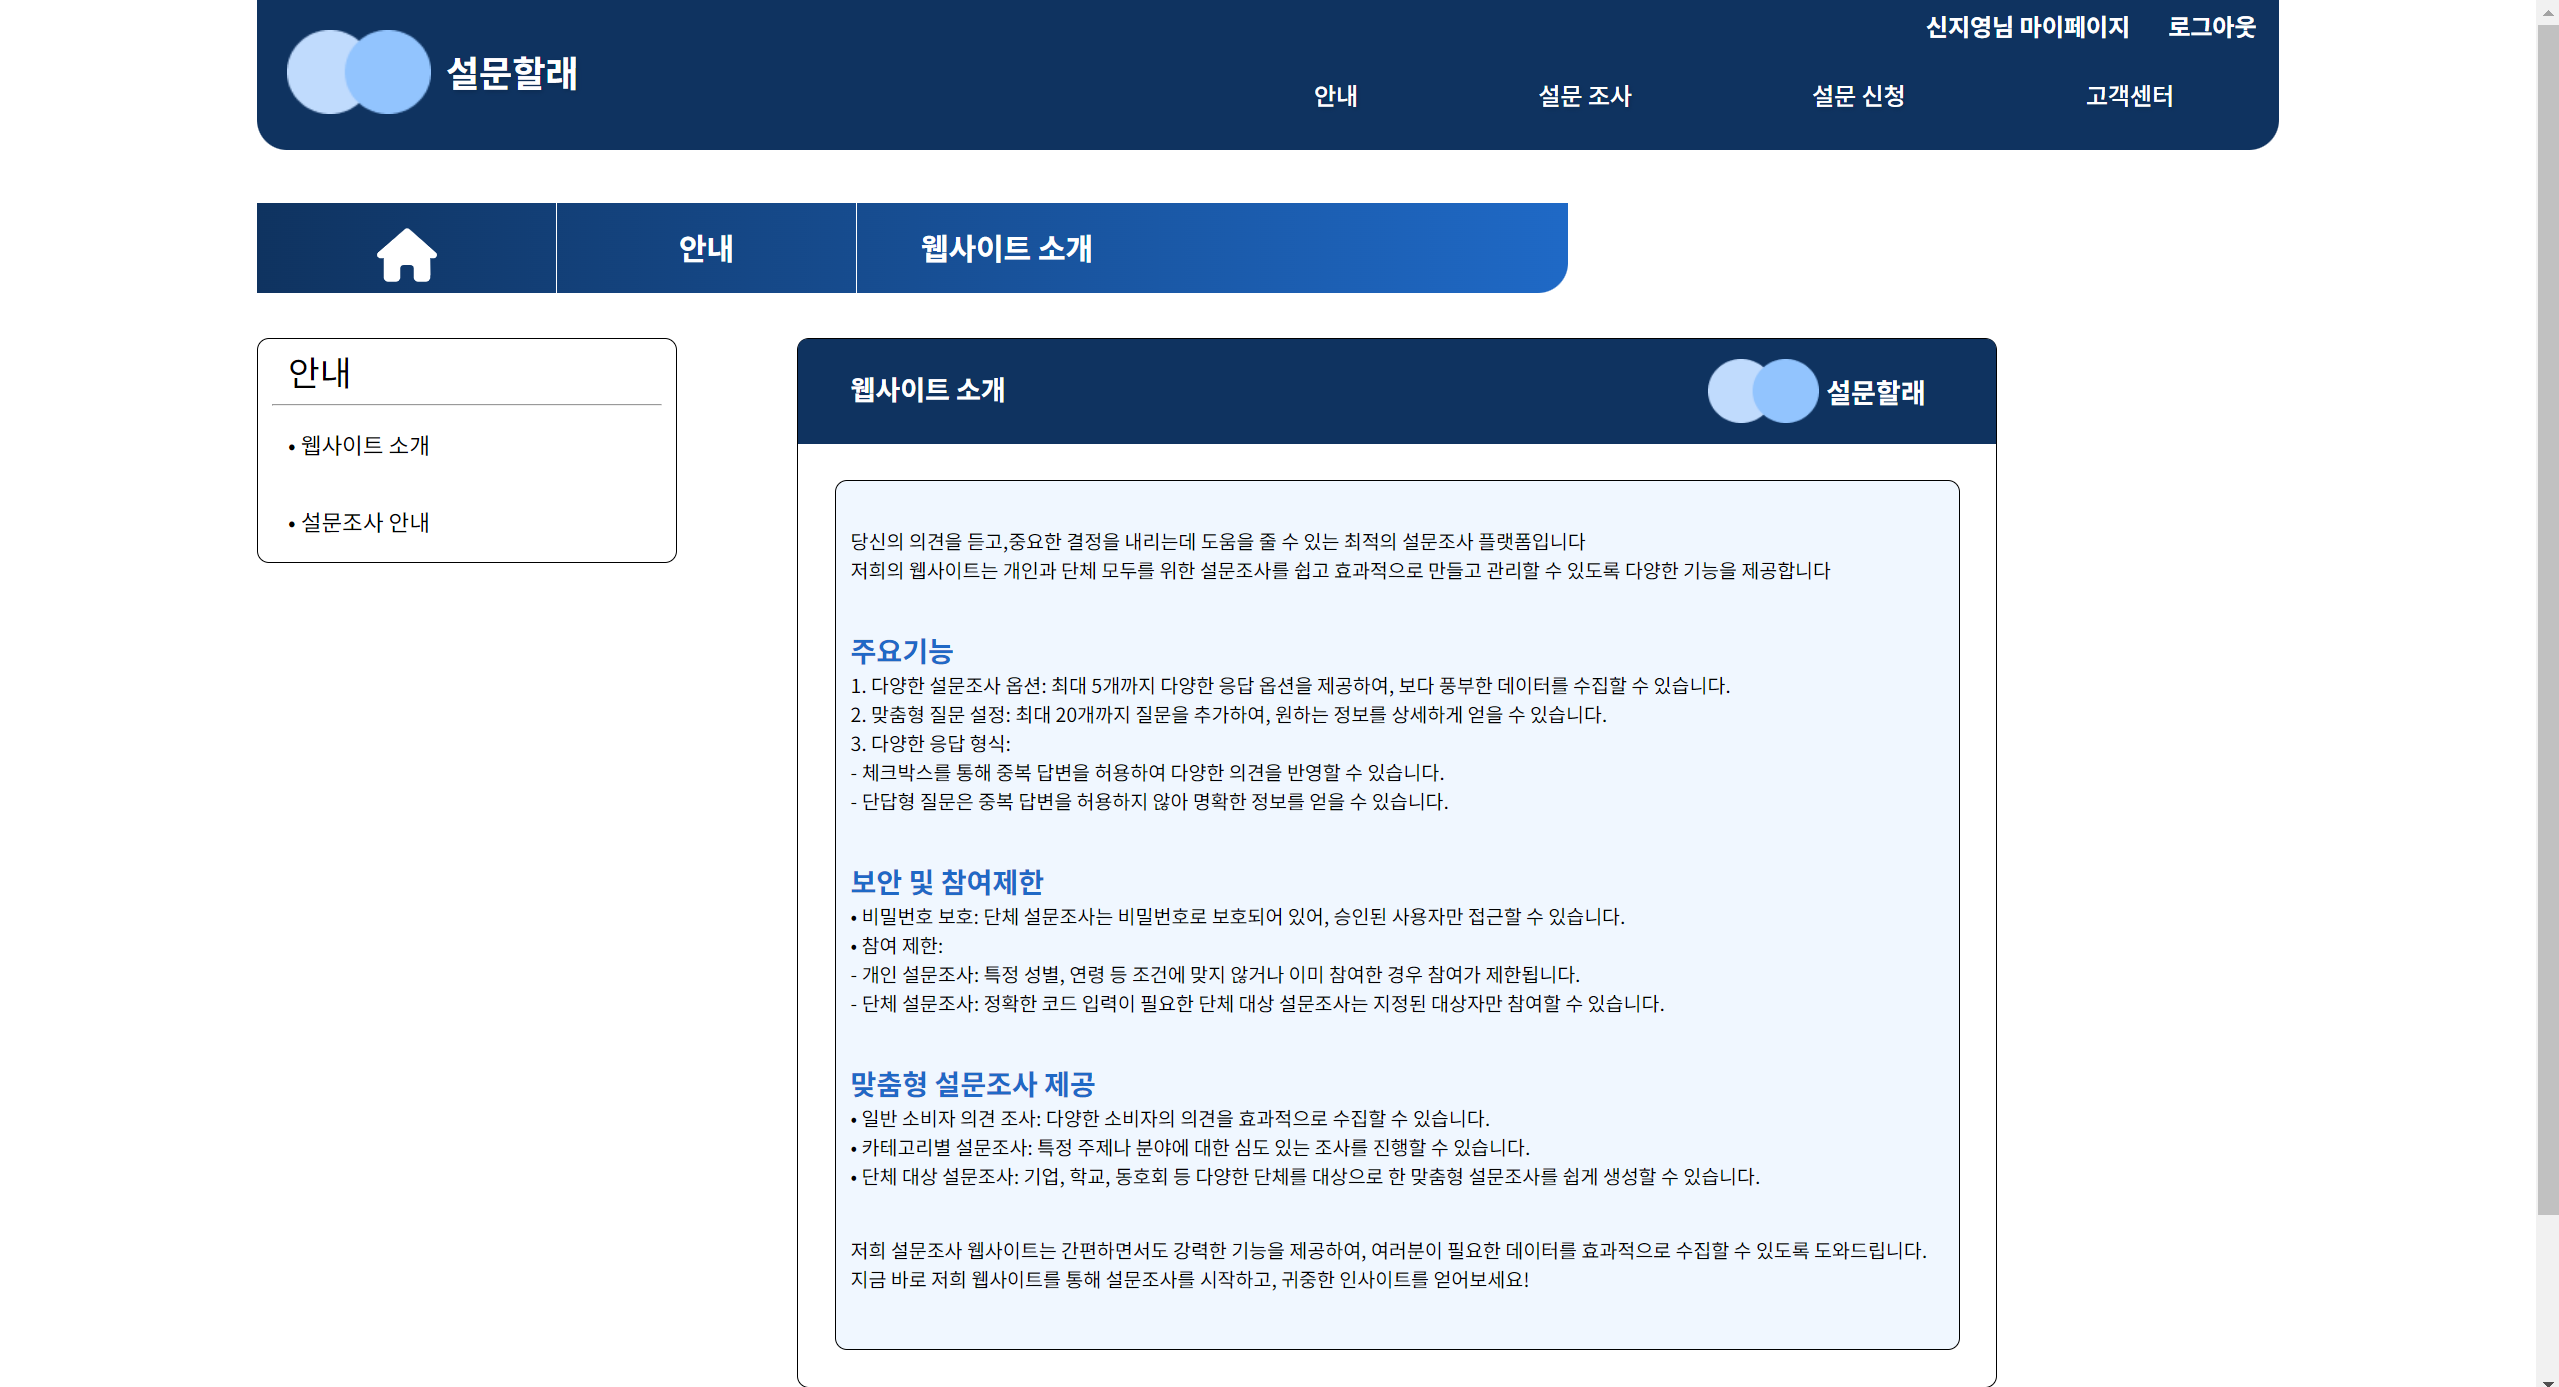 신지영님 마이페이지 로그아웃
설문할래
안내 설문 조사 설문 신청 고객센터
안내 웹사이트 소개
안내
• 웹사이트 소개
• 설문조사 안내
웹사이트 소개 설문할래
당신의 의견을 듣고,중요한 결정을 내리는데 도움을 줄 수 있는 최적의 설문조사 플랫폼입니다
저희의 웹사이트는 개인과 단체 모두를 위한 설문조사를 쉽고 효과적으로 만들고 관리할 수 있도록 다양한 기능을 제공합니다
주요기능
1. 다양한 설문조사 옵션: 최대 5개까지 다양한 응답 옵션을 제공하여, 보다 풍부한 데이터를 수집할 수 있습니다.
2. 맞춤형 질문 설정: 최대 20개까지 질문을 추가하여, 원하는 정보를 상세하게 얻을 수 있습니다.
3. 다양한 응답 형식:
- 체크박스를 통해 중복 답변을 허용하여 다양한 의견을 반영할 수 있습니다.
- 단답형 질문은 중복 답변을 허용하지 않아 명확한 정보를 얻을 수 있습니다.
보안 및 참여제한
• 비밀번호 보호: 단체 설문조사는 비밀번호로 보호되어 있어, 승인된 사용자만 접근할 수 있습니다.
• 참여 제한:
- 개인 설문조사: 특정 성별, 연령 등 조건에 맞지 않거나 이미 참여한 경우 참여가 제한됩니다.
- 단체 설문조사: 정확한 코드 입력이 필요한 단체 대상 설문조사는 지정된 대상자만 참여할 수 있습니다.
맞춤형 설문조사 제공
• 일반 소비자 의견 조사: 다양한 소비자의 의견을 효과적으로 수집할 수 있습니다.
• 카테고리별 설문조사: 특정 주제나 분야에 대한 심도 있는 조사를 진행할 수 있습니다.
• 단체 대상 설문조사: 기업, 학교, 동호회 등 다양한 단체를 대상으로 한 맞춤형 설문조사를 쉽게 생성할 수 있습니다.
저희 설문조사 웹사이트는 간편하면서도 강력한 기능을 제공하여, 여러분이 필요한 데이터를 효과적으로 수집할 수 있도록 도와드립니다.
지금 바로 저희 웹사이트를 통해 설문조사를 시작하고, 귀중한 인사이트를 얻어보세요!